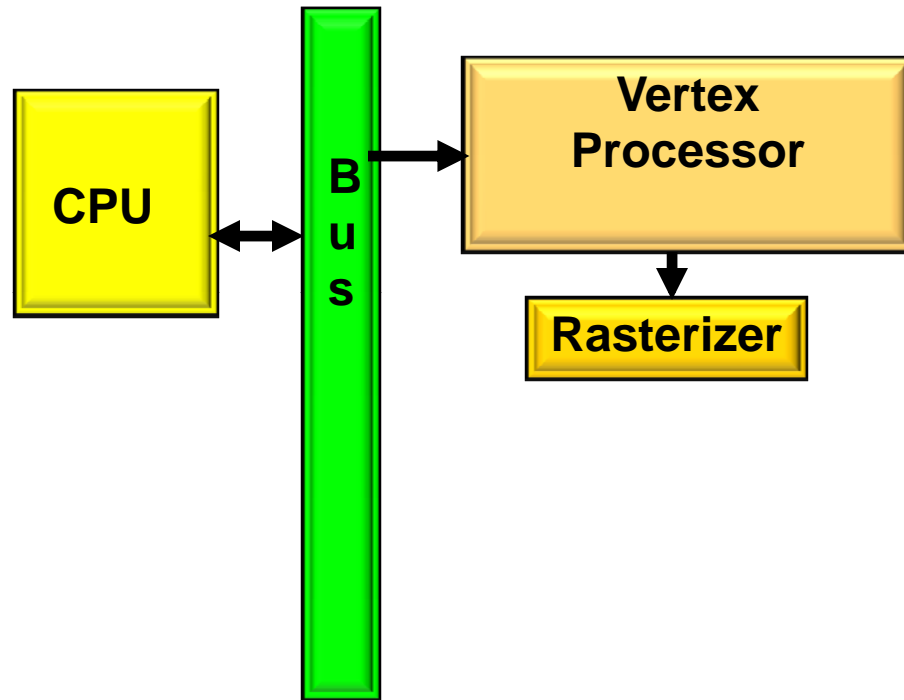 CPU
B
u
s
Vertex
Processor
Rasterizer